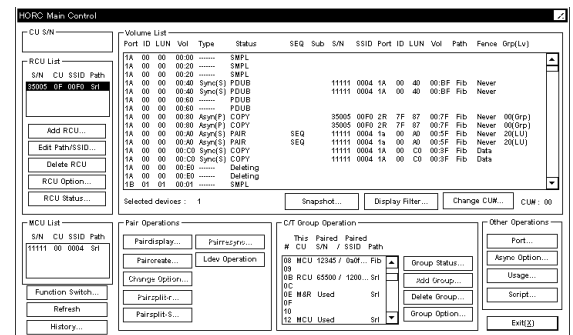 HORC Main Control
CU S/N
RCU List
S/N CU SSID Path
35005 0F 00F0 Srl
Add RCU...
Edit Path/SSID...
Delete RCU
RCU Option...
RCU Status...
Volume List
Port ID LUN Vol Type Status SEQ Sub S/N SSID Port ID LUN Vol Path Fence Grp(Lv)
1A 00 00 00:00 ------ SMPL
1A 00 00 00:20 ------ SMPL
1A 00 00 00:20 ------ SMPL
1A 00 00 00:40 Sync(S) PDUB 11111 0004 1A 00 40 00:BF Fib Never
1A 00 00 00:40 Sync(S) PDUB 11111 0004 1A 00 40 00:BF Fib Never
1A 00 00 00:60 ------ PDUB
1A 00 00 00:60 ------ PDUB
1A 00 00 00:80 Asyn(P) COPY 35005 00F0 2R 7F 87 00:7F Fib Never 00(Grp)
1A 00 00 00:80 Asyn(P) COPY 35005 00F0 2R 7F 87 00:7F Fib Never 00(Grp)
1A 00 00 00:A0 Asyn(S) PAIR SEQ 11111 0004 1a 00 A0 00:5F Fib Never 20(LU)
1A 00 00 00:A0 Asyn(S) PAIR SEQ 11111 0004 1a 00 A0 00:5F Fib Never 20(LU)
1A 00 00 00:C0 Sync(S) COPY 11111 0004 1A 00 C0 00:3F Fib Data
1A 00 00 00:C0 Sync(S) COPY 11111 0004 1A 00 C0 00:3F Fib Data
1A 00 00 00:E0 ------ Deleting
1A 00 00 00:E0 ------ Deleting
1B 01 01 00:01 ------ SMPL
Selected devices : 1
Snapshot...
Display Filter...
Change CU#...
CU# : 00
MCU List
S/N CU SSID Path
11111 00 0004 Srl
Function Switch...
Refresh
History...
Pair Operations
Pairdisplay...
Pairresync...
Paircreate...
Ldev Operation
Change Option...
Pairsplit-r...
Pairsplit-S...
C/T Group Operation
This Paired Paired
# CU S/N / SSID Path
08 MCU 12345 / 0a0f... Fib
09
0B RCU 65500 / 1200... Srl
0C
0E M&R Used Srl
0F
10
12 MCU Used Srl
Group Status...
Add Group...
Delete Group...
Group Option...
Other Operations
Port...
Async Option...
Usage...
Script...
Exit(X)